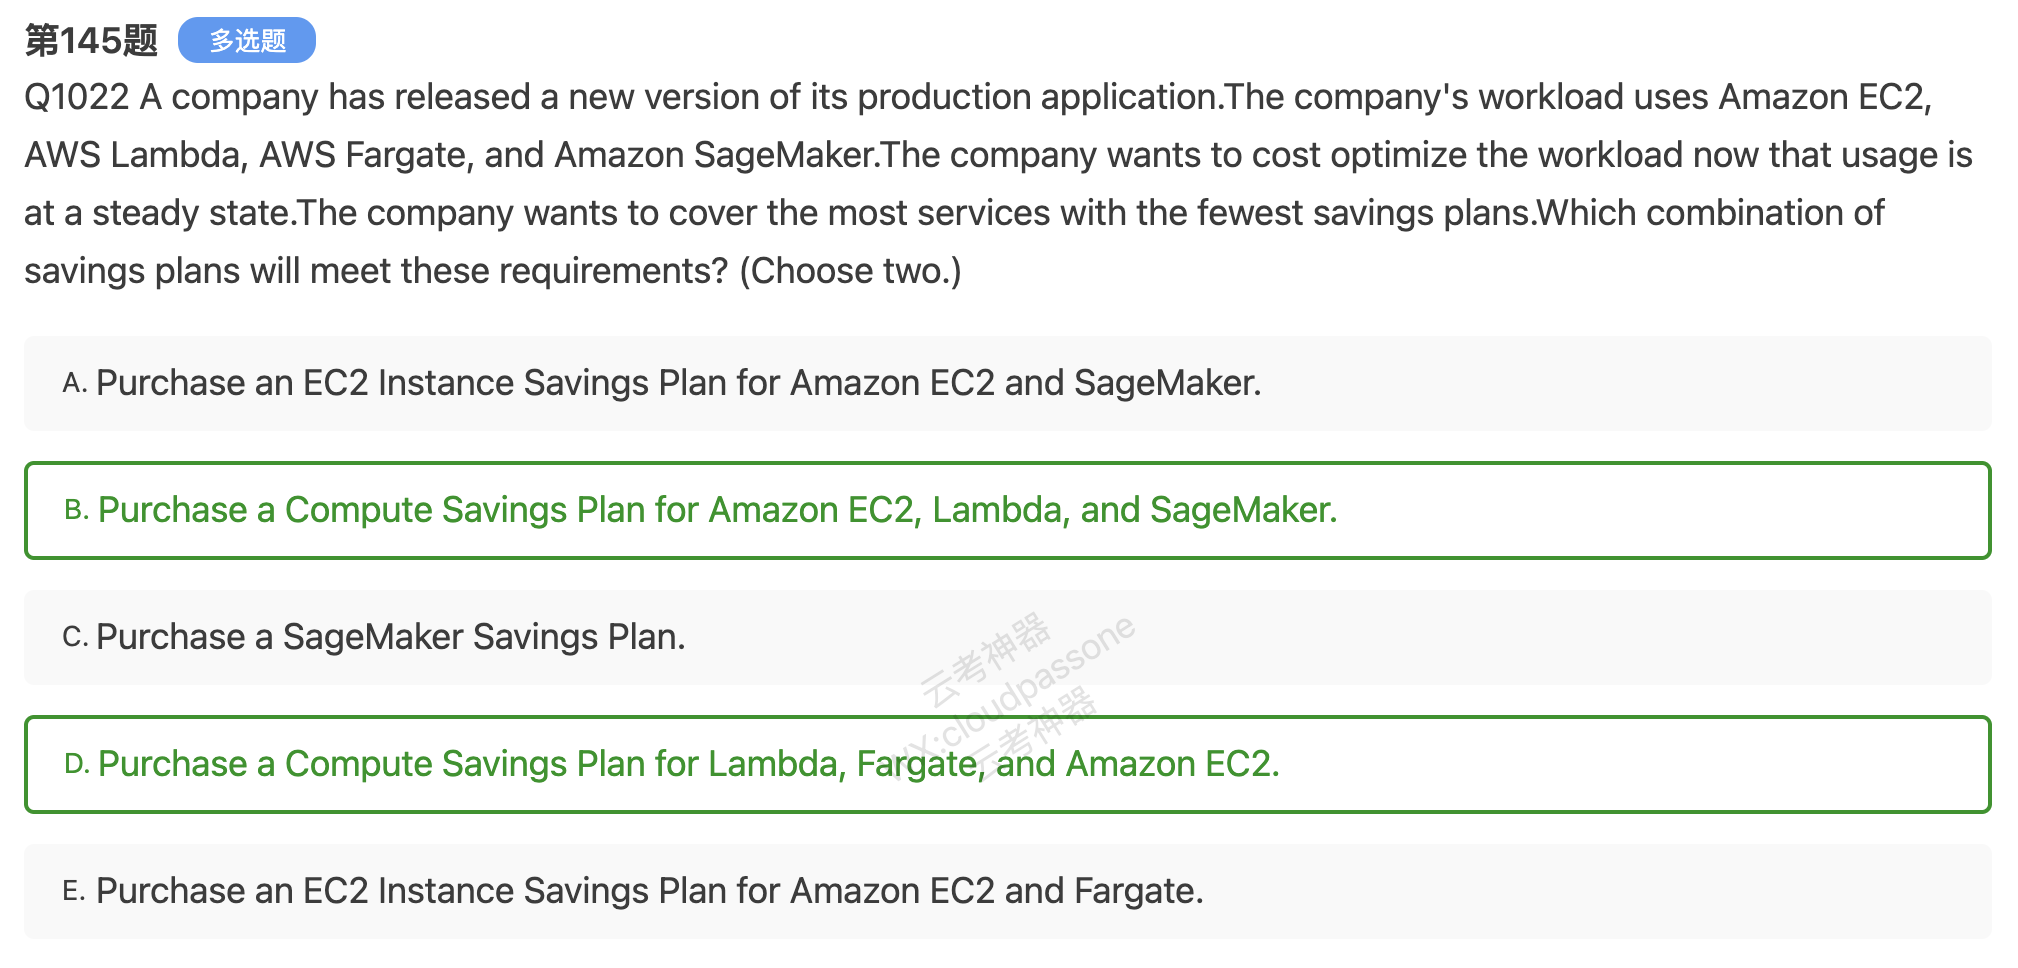 第145题 多选题
Q1022 A company has released a new version of its production application.The company's workload uses Amazon EC2,
AWS Lambda, AWS Fargate, and Amazon SageMaker.The company wants to cost optimize the workload now that usage is
at a steady state.The company wants to cover the most services with the fewest savings plans.Which combination of
savings plans will meet these requirements? (Choose two.)
A. Purchase an EC2 Instance Savings Plan for Amazon EC2 and SageMaker.
B. Purchase a Compute Savings Plan for Amazon EC2, Lambda, and SageMaker.
C. Purchase a SageMaker Savings Plan.
云考神器
WX:cloudpassone
云考神器
D. Purchase a Compute Savings Plan for Lambda, Fargate, and Amazon EC2.
E. Purchase an EC2 Instance Savings Plan for Amazon EC2 and Fargate.